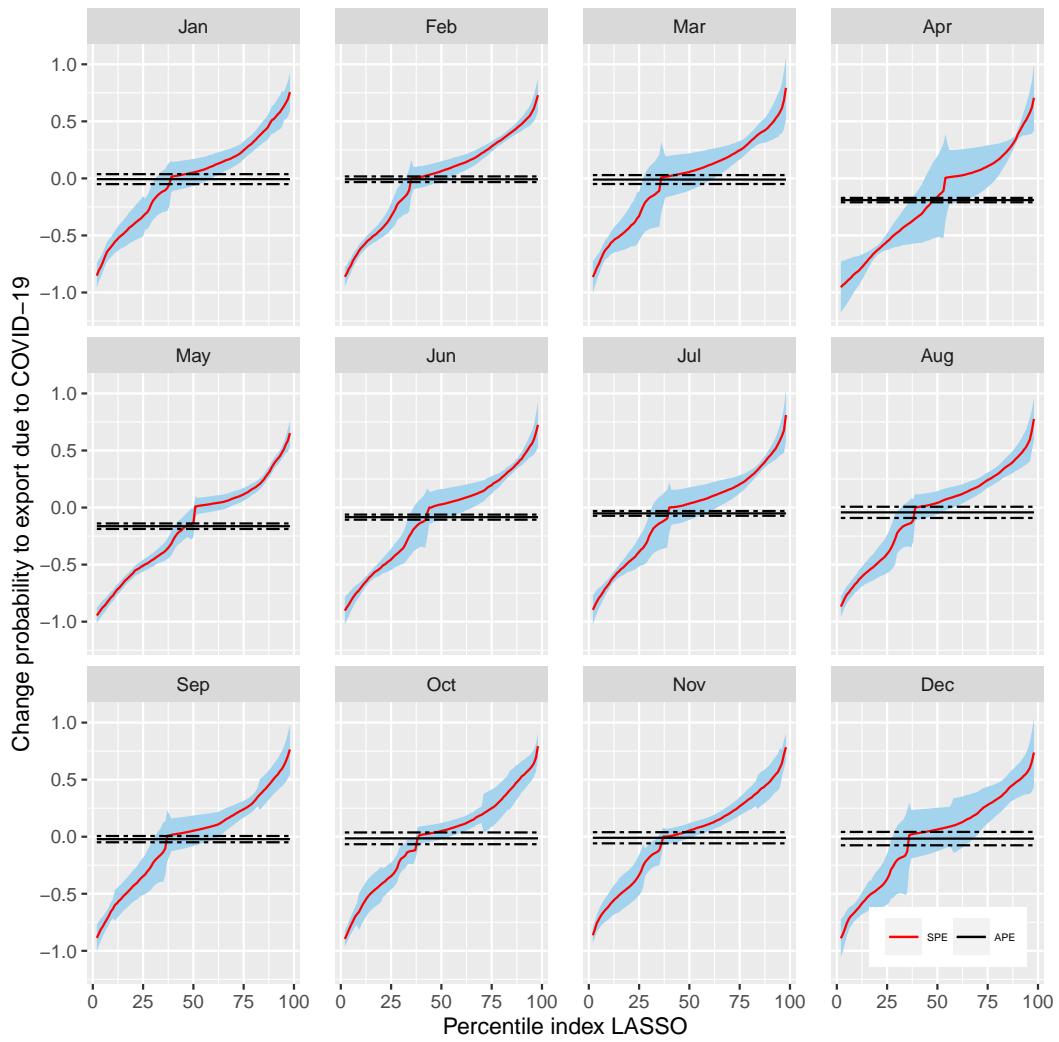 Jan Feb Mar Apr
1.0
0.5
0.0
−0.5
−1.0
May Jun Jul Aug
1.0
0.5
0.0
−0.5
−1.0
Sep Oct Nov Dec
1.0
0.5
0.0
−0.5
−1.0
SPE APE
0 25 50 75 100 0 25 50 75 100 0 25 50 75 100 0 25 50 75 100
Percentile index LASSO
Change probability to export due to COVID−19